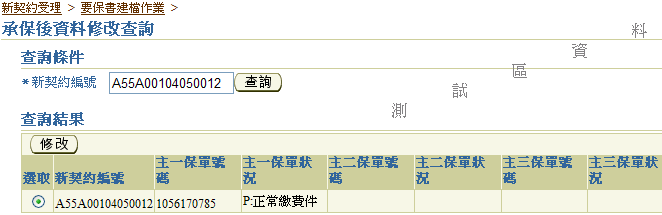 新契約受理 > 要保書建檔作業 >
承保後資料修改查詢
查詢條件
*新契約編號 A55A00104050012 查詢
測試區資料
查詢結果
修改
選取 新契約編號 主一保單號碼 主一保單狀況 主二保單號碼 主二保單狀況 主三保單號碼 主三保單狀況
A55A00104050012 1056170785 P:正常繳費件